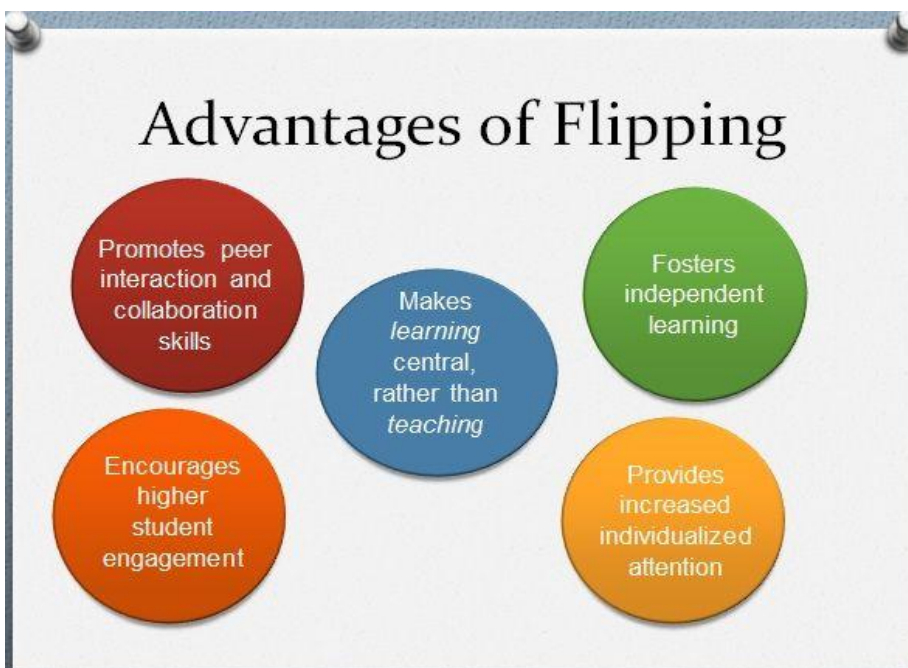 Advantages of Flipping
Promotes peer
interaction and
collaboration
skills
Makes
learning
central,
rather than
teaching
Fosters
independent
learning
Encourages
higher
student
engagement
Provides
increased
individualized
attention